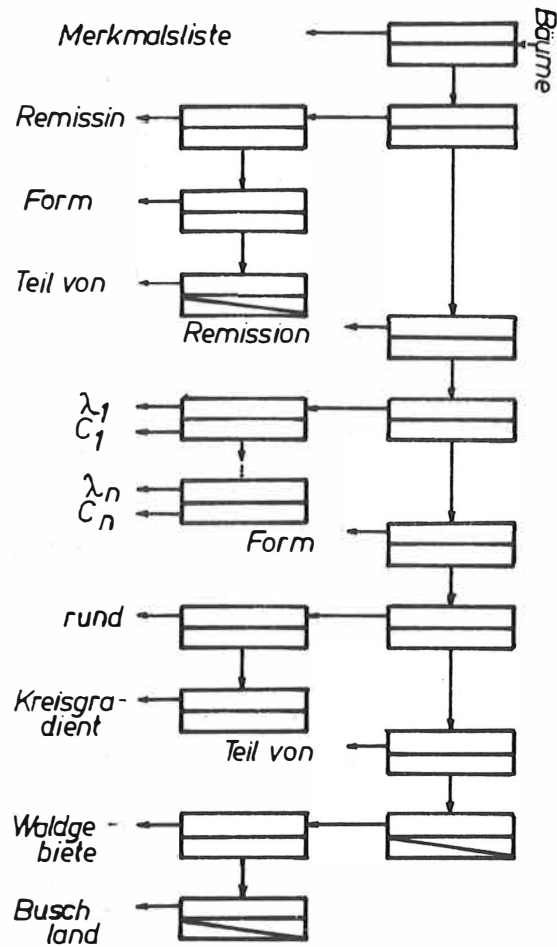 Merkmalsliste
Bäume
Remissin
Form
Teil von
Remission
λ1
C1
λn
Cn
Form
rund
Kreisgra-
dient
Teil von
Waldge -
biete
Busch
land